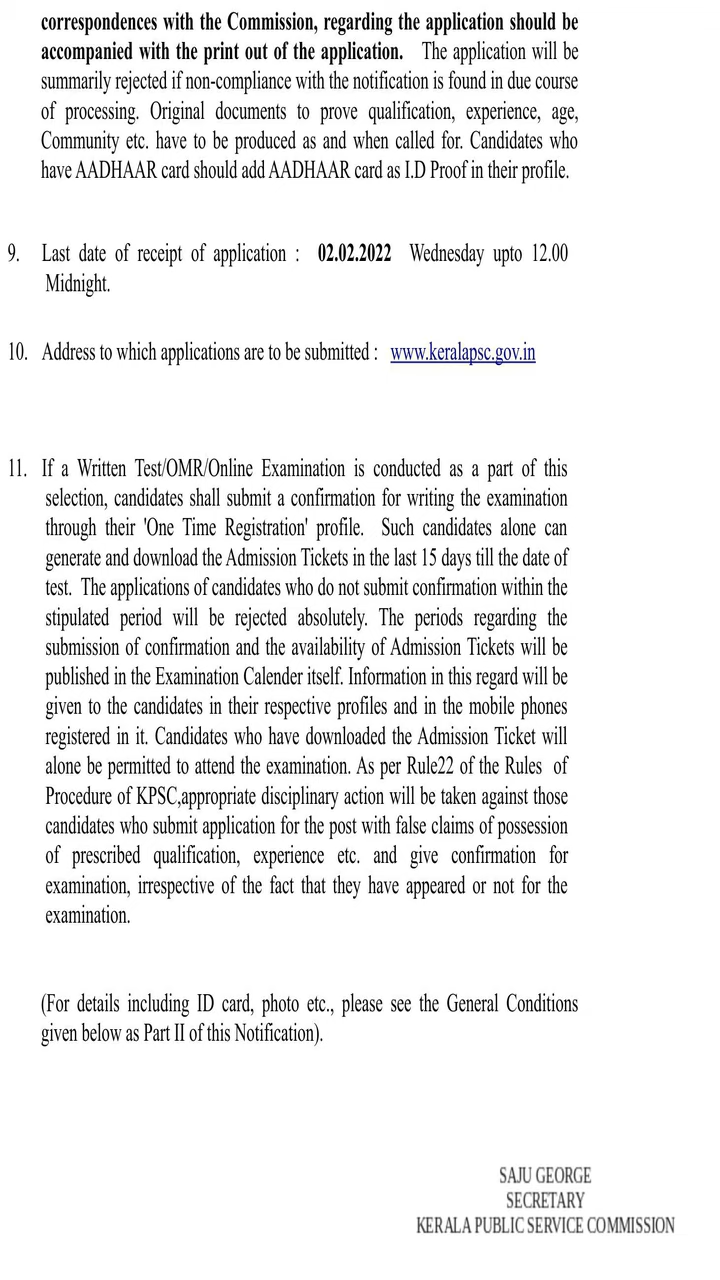 correspondences with the Commission, regarding the application should be
accompanied with the print out of the application. The application will be
summarily rejected if non-compliance with the notification is found in due course
of processing. Original documents to prove qualification, experience, age,
Community etc. have to be produced as and when called for. Candidates who
have AADHAAR card should add AADHAAR card as I.D Proof in their profile.
9. Last date of receipt of application : 02.02.2022 Wednesday upto 12.00
Midnight.
10. Address to which applications are to be submitted : www.keralapsc.gov.in
11. If a Written Test/OMR/Online Examination is conducted as a part of this
selection, candidates shall submit a confirmation for writing the examination
through their 'One Time Registration' profile. Such candidates alone can
generate and download the Admission Tickets in the last 15 days till the date of
test. The applications of candidates who do not submit confirmation within the
stipulated period will be rejected absolutely. The periods regarding the
submission of confirmation and the availability of Admission Tickets will be
published in the Examination Calender itself. Information in this regard will be
given to the candidates in their respective profiles and in the mobile phones
registered in it. Candidates who have downloaded the Admission Ticket will
alone be permitted to attend the examination. As per Rule22 of the Rules of
Procedure of KPSC,appropriate disciplinary action will be taken against those
candidates who submit application for the post with false claims of possession
of prescribed qualification, experience etc. and give confirmation for
examination, irrespective of the fact that they have appeared or not for the
examination.
(For details including ID card, photo etc., please see the General Conditions
given below as Part II of this Notification).
SAJU GEORGE
SECRETARY
KERALA PUBLIC SERVICE COMMISSION